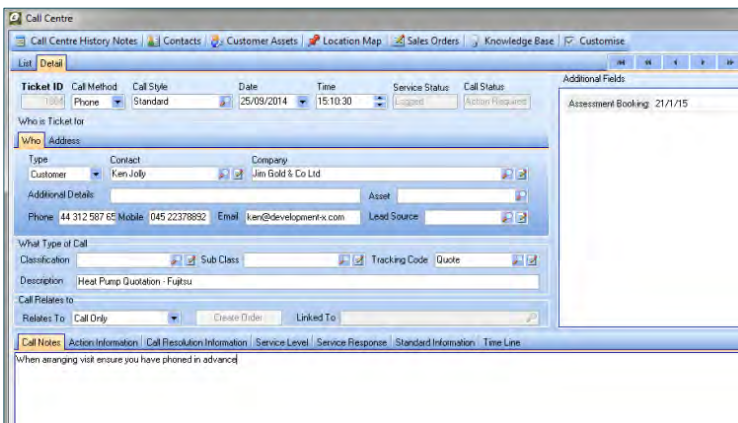 Call Centre
Call Centre History Notes Contacts Customer Assets Location Map Sales Orders Knowledge Base Customise
List Detail
Additional Fields
Ticket ID Call Method Call Style Date Time Service Status Call Status
1004 Phone Standard 25/09/2014 15:10:30 Logged Action Required
Assessment Booking 21/1/15
Who is Ticket for
Who Address
Type Contact Company
Customer Ken Jolly Jim Gold & Co Ltd
Additional Details Asset
Phone 44 312 587 65 Mobile 045 22378892 Email ken@development-x.com Lead Source
What Type of Call
Classification Sub Class Tracking Code Quote
Description Heat Pump Quotation - Fujitsu
Call Relates to
Relates To Call Only Create Order Linked To
Call Notes Action Information Call Resolution Information Service Level Service Response Standard Information Time Line
When arranging visit ensure you have phoned in advance